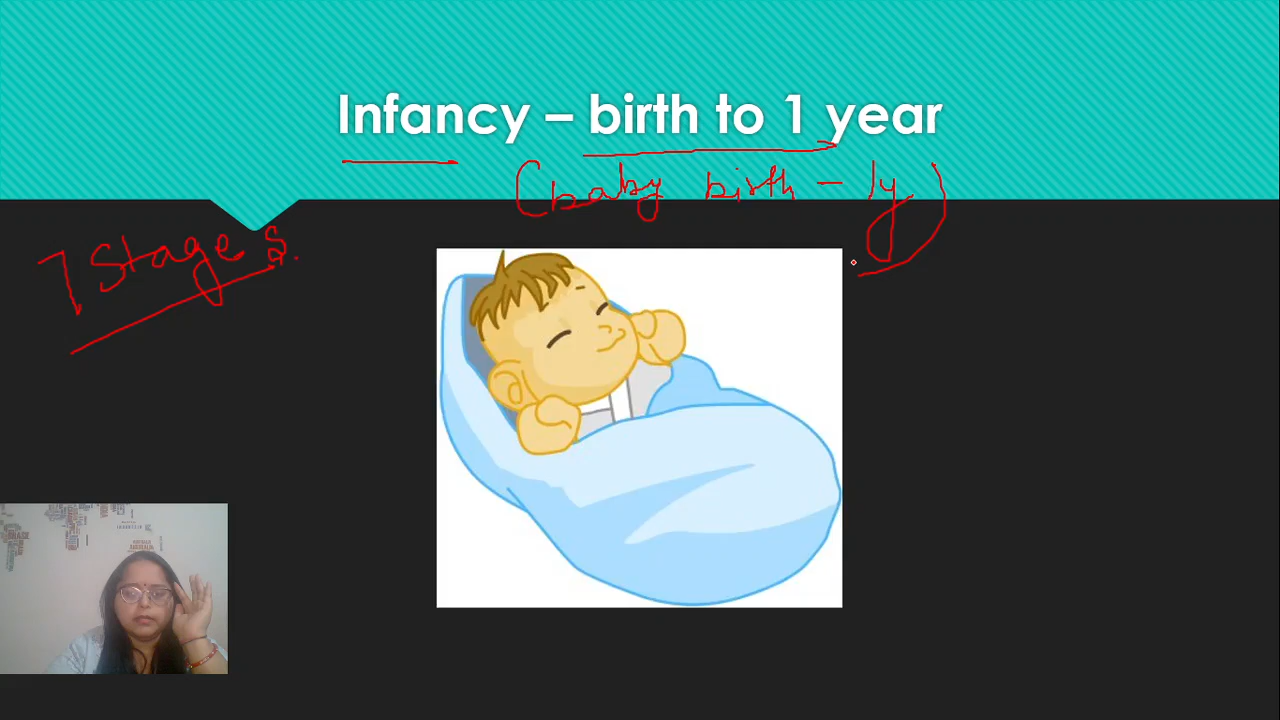 Infancy – birth to 1 year
(baby birth – 1y)
7 Stages.